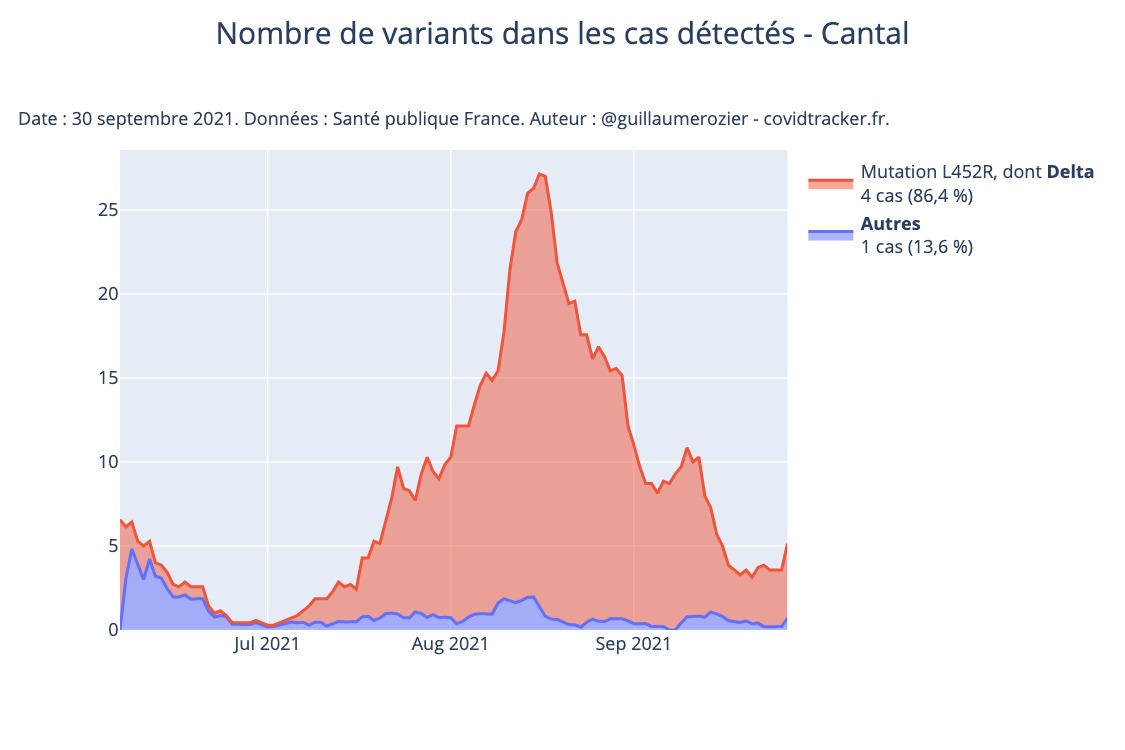 Nombre de variants dans les cas détectés - Cantal
Date : 30 septembre 2021. Données : Santé publique France. Auteur : @guillaumerozier - covidtracker.fr.
Mutation L452R, dont Delta
4 cas (86,4 %)
Autres
1 cas (13,6 %)
25
20
15
10
5
0
Jul 2021
Aug 2021
Sep 2021